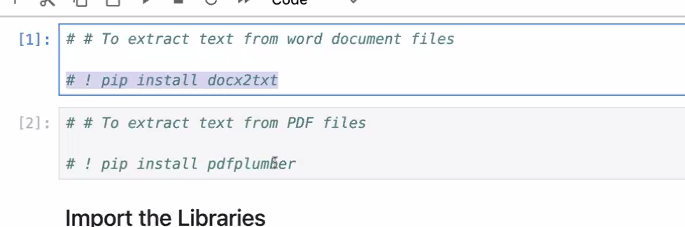 Code
[1]: # # To extract text from word document files
# ! pip install docx2txt
[2]: # # To extract text from PDF files
# ! pip install pdfplumber
Import the Libraries